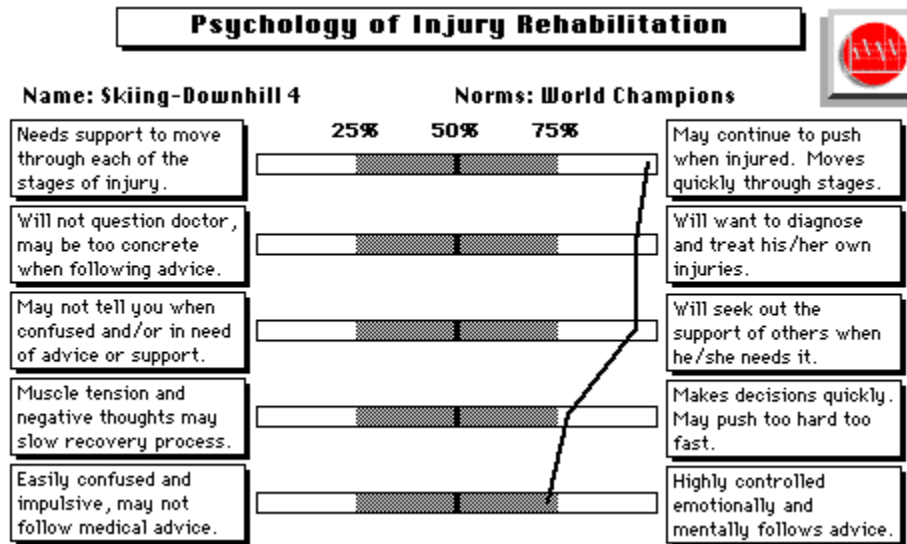 Psychology of Injury Rehabilitation
Name: Skiing-Downhill 4
Norms: World Champions
25% 50% 75%
Needs support to move
through each of the
stages of injury.
May continue to push
when injured. Moves
quickly through stages.
Will not question doctor,
may be too concrete
when following advice.
Will want to diagnose
and treat his/her own
injuries.
May not tell you when
confused and/or in need
of advice or support.
Will seek out the
support of others when
he/she needs it.
Muscle tension and
negative thoughts may
slow recovery process.
Makes decisions quickly.
May push too hard too
fast.
Easily confused and
impulsive, may not
follow medical advice.
Highly controlled
emotionally and
mentally follows advice.